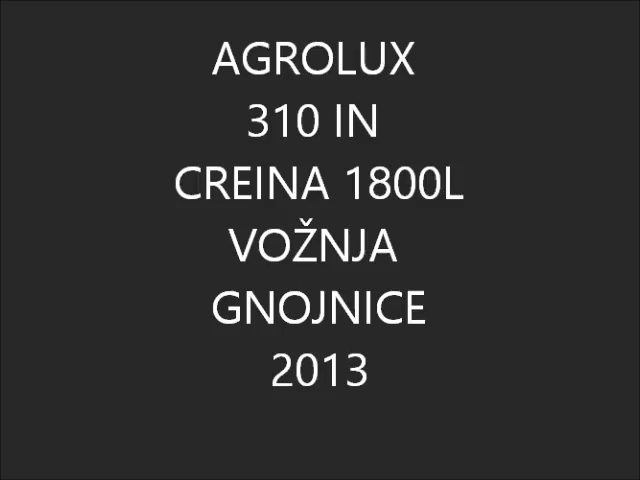 AGROLUX
310 IN
CREINA 1800L
VOŽNJA
GNOJNICE
2013